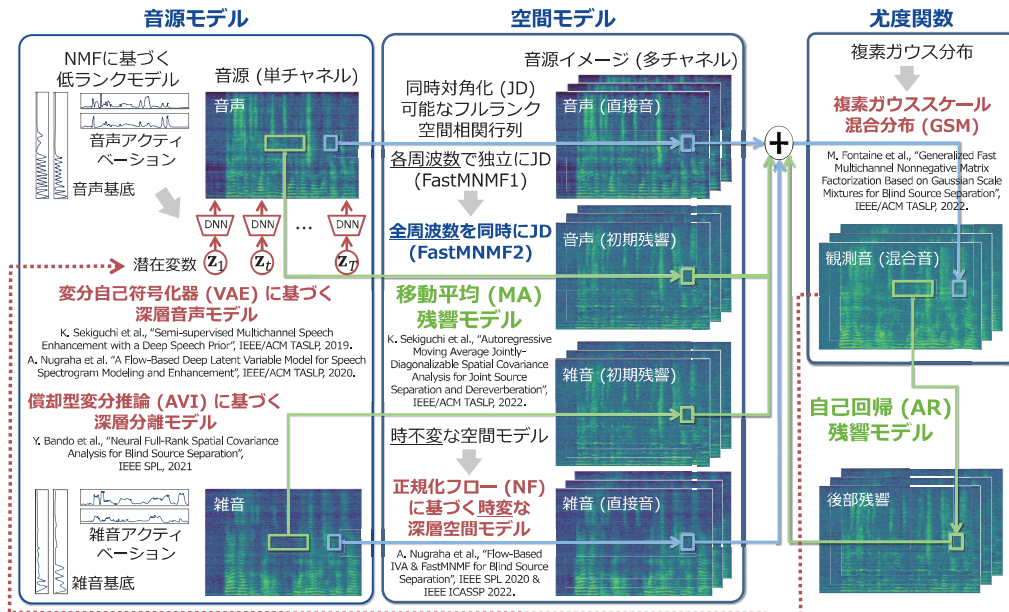 音源モデル
NMFに基づく
低ランクモデル
音源 (単チャネル)
音声
音声アクティ
ベーション
音声基底
DNN
DNN
...
DNN
潜在変数
z1
zt
zT
変分自己符号化器 (VAE) に基づく
深層音声モデル
K. Sekiguchi et al., “Semi-supervised Multichannel Speech
Enhancement with a Deep Speech Prior”, IEEE/ACM TASLP, 2019.
A. Nugraha et al. “A Flow-Based Deep Latent Variable Model for Speech
Spectrogram Modeling and Enhancement”, IEEE/ACM TASLP, 2020.
償却型変分推論 (AVI) に基づく
深層分離モデル
Y. Bando et al., “Neural Full-Rank Spatial Covariance
Analysis for Blind Source Separation”,
IEEE SPL, 2021
雑音
雑音アクティ
ベーション
雑音基底
空間モデル
音源イメージ (多チャネル)
同時対角化 (JD)
可能なフルランク
空間相関行列
音声 (直接音)
各周波数で独立にJD
(FastMNMF1)
全周波数を同時にJD
(FastMNMF2)
音声 (初期残響)
移動平均 (MA)
残響モデル
K. Sekiguchi et al., “Autoregressive
Moving Average Jointly-
Diagonalizable Spatial Covariance
Analysis for Joint Source
Separation and Dereverberation”,
IEEE/ACM TASLP, 2022.
雑音 (初期残響)
時不変な空間モデル
正規化フロー (NF)
に基づく時変な
深層空間モデル
雑音 (直接音)
A. Nugraha et al., “Flow-Based
IVA & FastMNMF for Blind Source
Separation”, IEEE SPL 2020 &
IEEE ICASSP 2022.
+
尤度関数
複素ガウス分布
複素ガウススケール
混合分布 (GSM)
M. Fontaine et al., “Generalized Fast
Multichannel Nonnegative Matrix
Factorization Based on Gaussian Scale
Mixtures for Blind Source Separation”,
IEEE/ACM TASLP, 2022.
観測音 (混合音)
自己回帰 (AR)
残響モデル
後部残響